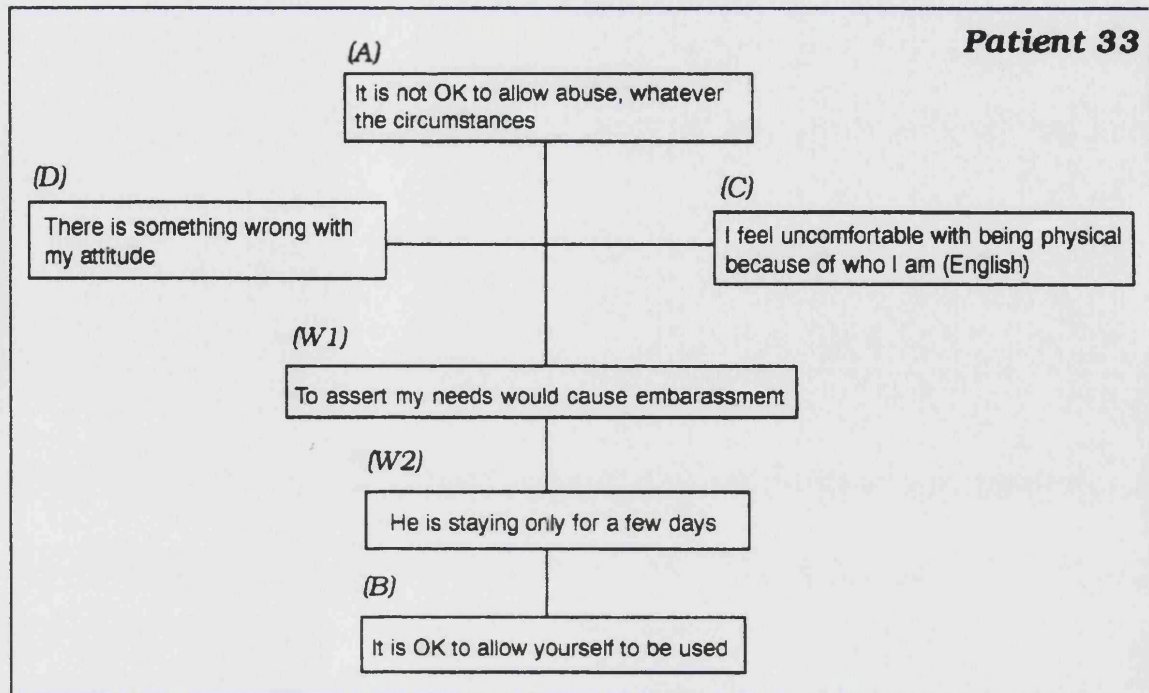 Patient 33
(A)
It is not OK to allow abuse, whatever
the circumstances
(D)
There is something wrong with
my attitude
(C)
I feel uncomfortable with being physical
because of who I am (English)
(W1)
To assert my needs would cause embarassment
(W2)
He is staying only for a few days
(B)
It is OK to allow yourself to be used